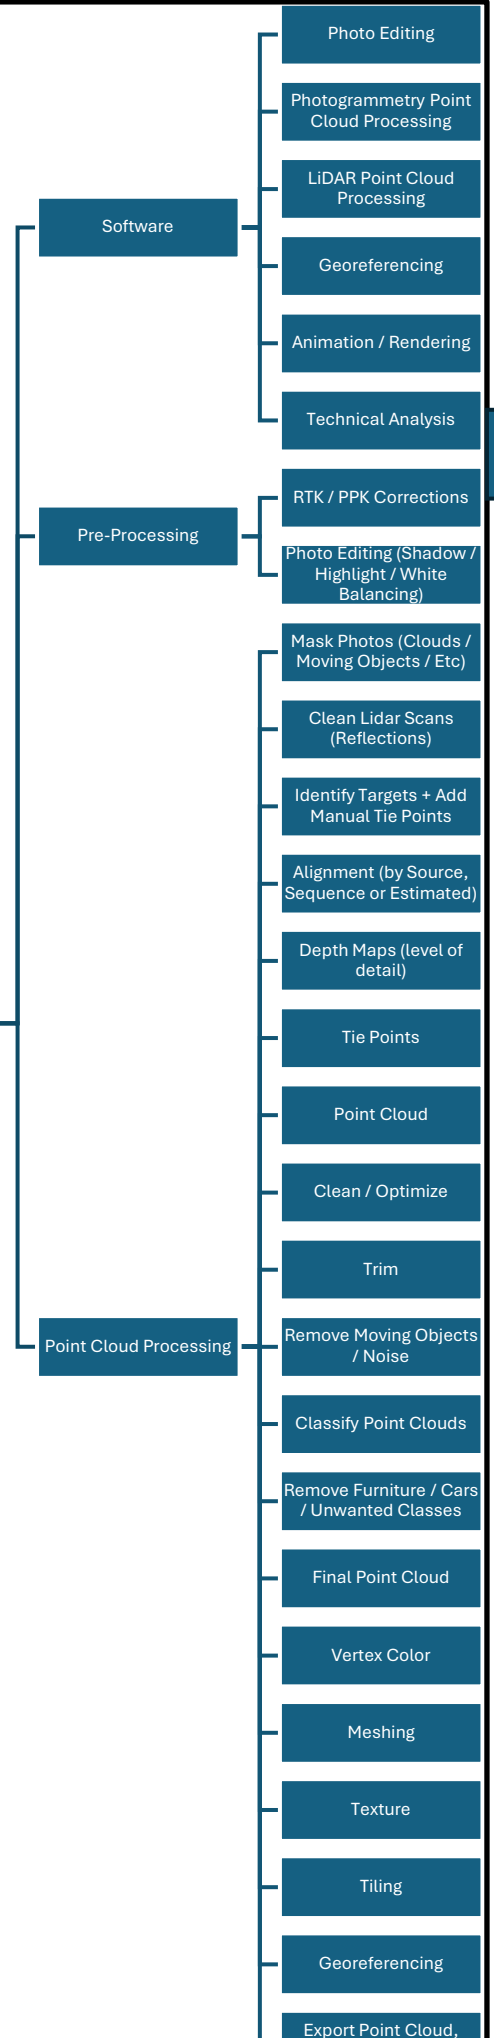 Software
Photo Editing
Photogrammetry Point
Cloud Processing
LiDAR Point Cloud
Processing
Georeferencing
Animation / Rendering
Technical Analysis
Pre-Processing
RTK / PPK Corrections
Photo Editing (Shadow /
Highlight / White
Balancing)
Point Cloud Processing
Mask Photos (Clouds /
Moving Objects / Etc)
Clean Lidar Scans
(Reflections)
Identify Targets + Add
Manual Tie Points
Alignment (by Source,
Sequence or Estimated)
Depth Maps (level of
detail)
Tie Points
Point Cloud
Clean / Optimize
Trim
Remove Moving Objects
/ Noise
Classify Point Clouds
Remove Furniture / Cars
/ Unwanted Classes
Final Point Cloud
Vertex Color
Meshing
Texture
Tiling
Georeferencing
Export Point Cloud,